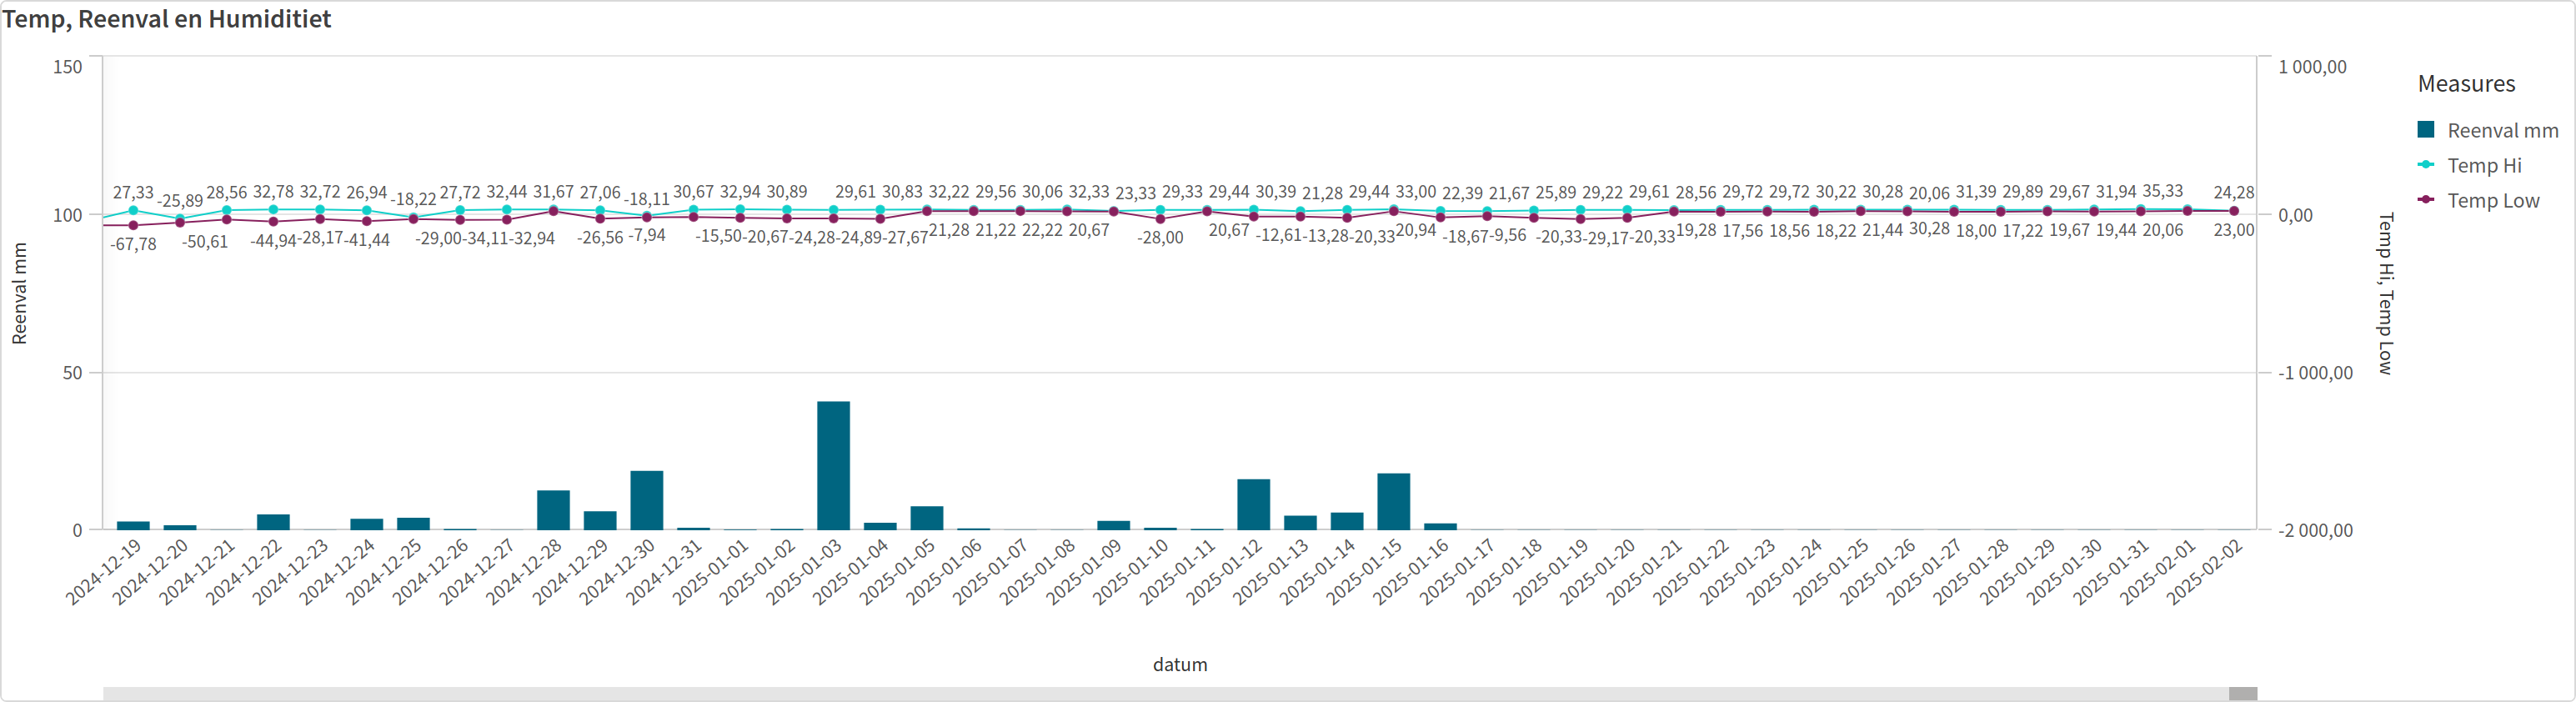 Temp, Reenval en Humiditiet
150
100
50
0
Reenval mm
1 000,00
0,00
-1 000,00
-2 000,00
Temp Hi, Temp Low
Measures
Reenval mm
Temp Hi
Temp Low
27,33 -25,89 28,56 32,78 32,72 26,94 -18,22 27,72 32,44 31,67 27,06 -18,11 30,67 32,94 30,89 29,61 30,83 32,22 29,56 30,06 32,33 23,33 29,33 29,44 30,39 21,28 29,44 33,00 22,39 21,67 25,89 29,22 29,61 28,56 29,72 29,72 30,22 30,28 20,06 31,39 29,89 29,67 31,94 35,33 24,28
-67,78 -50,61 -44,94 -28,17 -41,44 -29,00 -34,11 -32,94 -26,56 -7,94 -15,50 -20,67 -24,28 -24,89 -27,67 21,28 21,22 22,22 20,67 -28,00 20,67 -12,61 -13,28 -20,33 20,94 -18,67 -9,56 -20,33 -29,17 -20,33 19,28 17,56 18,56 18,22 21,44 30,28 18,00 17,22 19,67 19,44 20,06 23,00
2024-12-19 2024-12-20 2024-12-21 2024-12-22 2024-12-23 2024-12-24 2024-12-25 2024-12-26 2024-12-27 2024-12-28 2024-12-29 2024-12-30 2024-12-31 2025-01-01 2025-01-02 2025-01-03 2025-01-04 2025-01-05 2025-01-06 2025-01-07 2025-01-08 2025-01-09 2025-01-10 2025-01-11 2025-01-12 2025-01-13 2025-01-14 2025-01-15 2025-01-16 2025-01-17 2025-01-18 2025-01-19 2025-01-20 2025-01-21 2025-01-22 2025-01-23 2025-01-24 2025-01-25 2025-01-26 2025-01-27 2025-01-28 2025-01-29 2025-01-30 2025-01-31 2025-02-01 2025-02-02
datum